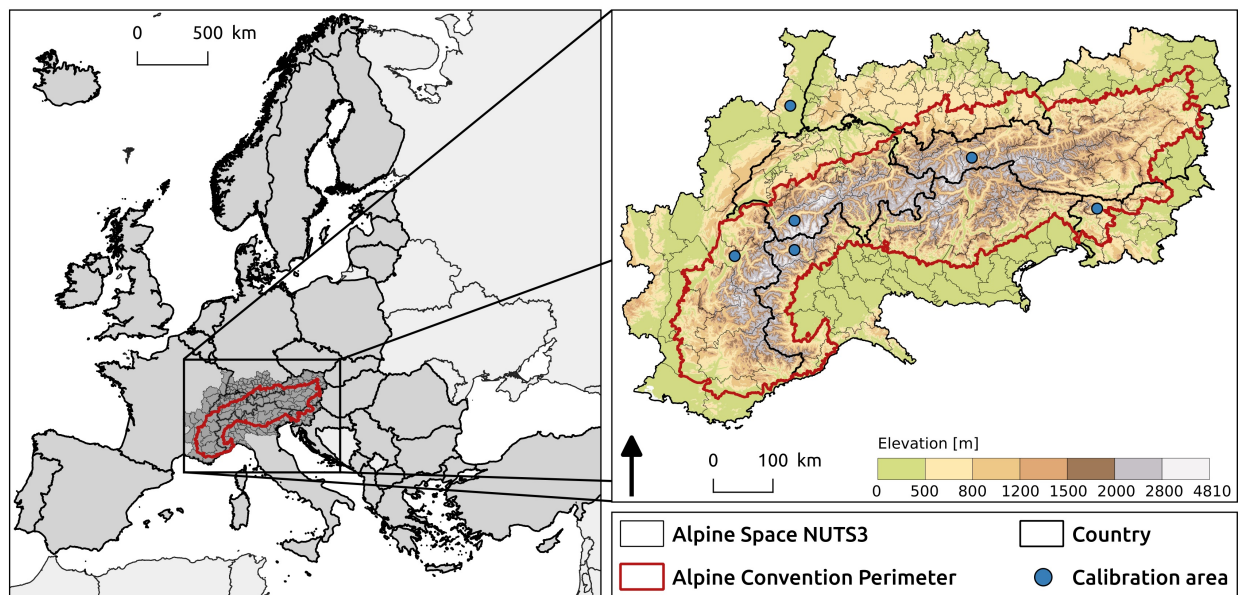 0 500 km
Elevation [m]
0 100 km
0 500 800 1200 1500 2000 2800 4810
Alpine Space NUTS3
Country
Alpine Convention Perimeter
Calibration area